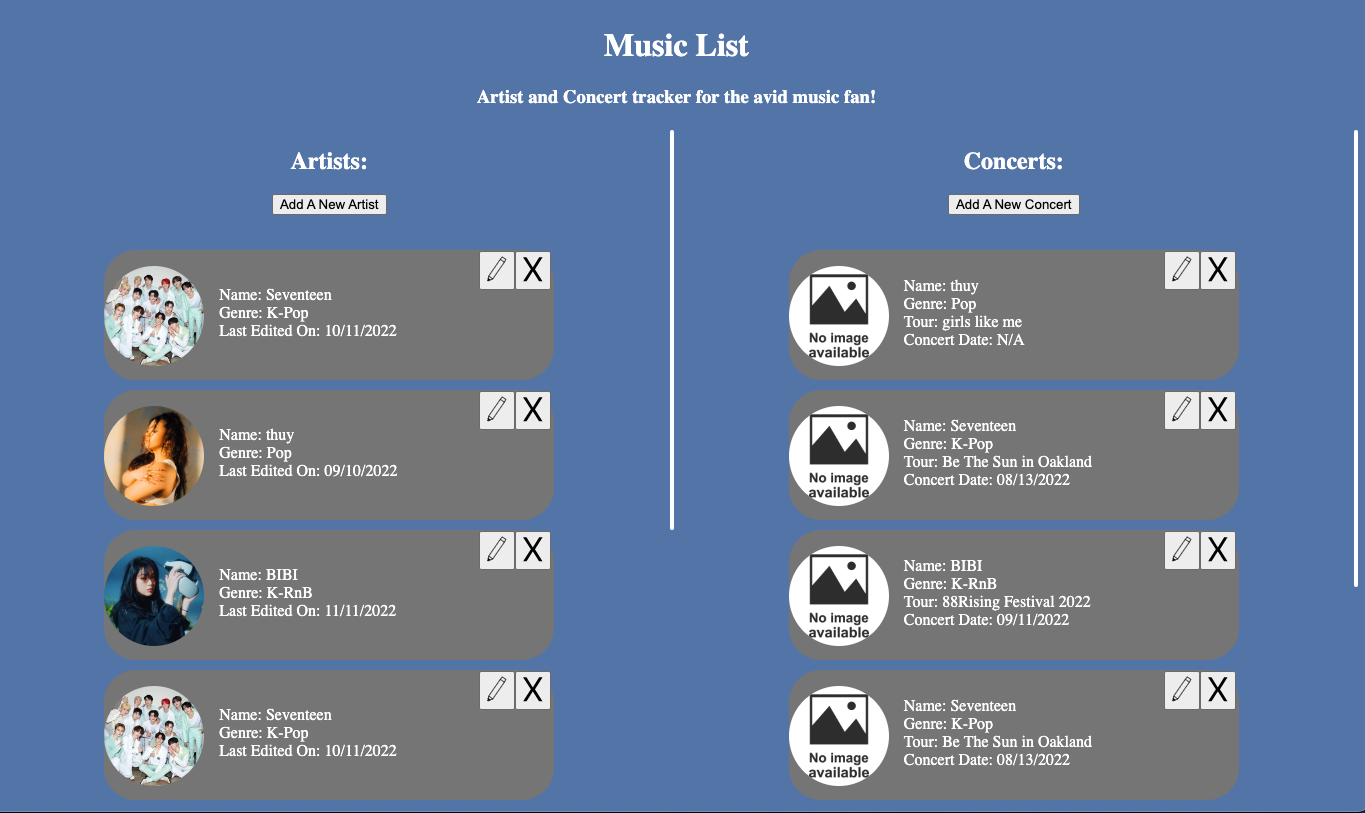 Music List
Artist and Concert tracker for the avid music fan!
Artists:
Add A New Artist
X
Name: Seventeen
Genre: K-Pop
Last Edited On: 10/11/2022
X
Name: thuy
Genre: Pop
Last Edited On: 09/10/2022
X
Name: BIBI
Genre: K-RnB
Last Edited On: 11/11/2022
X
Name: Seventeen
Genre: K-Pop
Last Edited On: 10/11/2022
Concerts:
Add A New Concert
X
No image
available
Name: thuy
Genre: Pop
Tour: girls like me
Concert Date: N/A
X
No image
available
Name: Seventeen
Genre: K-Pop
Tour: Be The Sun in Oakland
Concert Date: 08/13/2022
X
No image
available
Name: BIBI
Genre: K-RnB
Tour: 88Rising Festival 2022
Concert Date: 09/11/2022
X
No image
available
Name: Seventeen
Genre: K-Pop
Tour: Be The Sun in Oakland
Concert Date: 08/13/2022